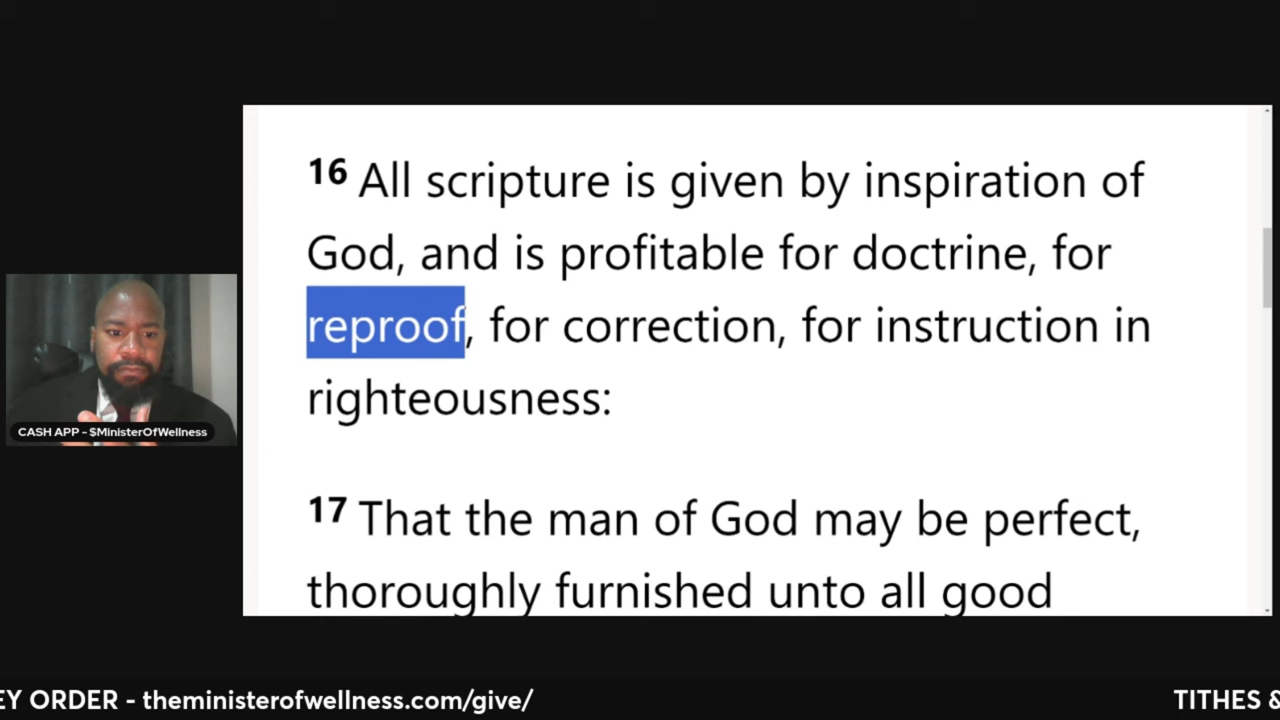 16 All scripture is given by inspiration of
God, and is profitable for doctrine, for
reproof, for correction, for instruction in
righteousness:
17 That the man of God may be perfect,
thoroughly furnished unto all good
CASH APP - $MinisterOfWellness
EY ORDER - theministerofwellness.com/give/
TITHES &